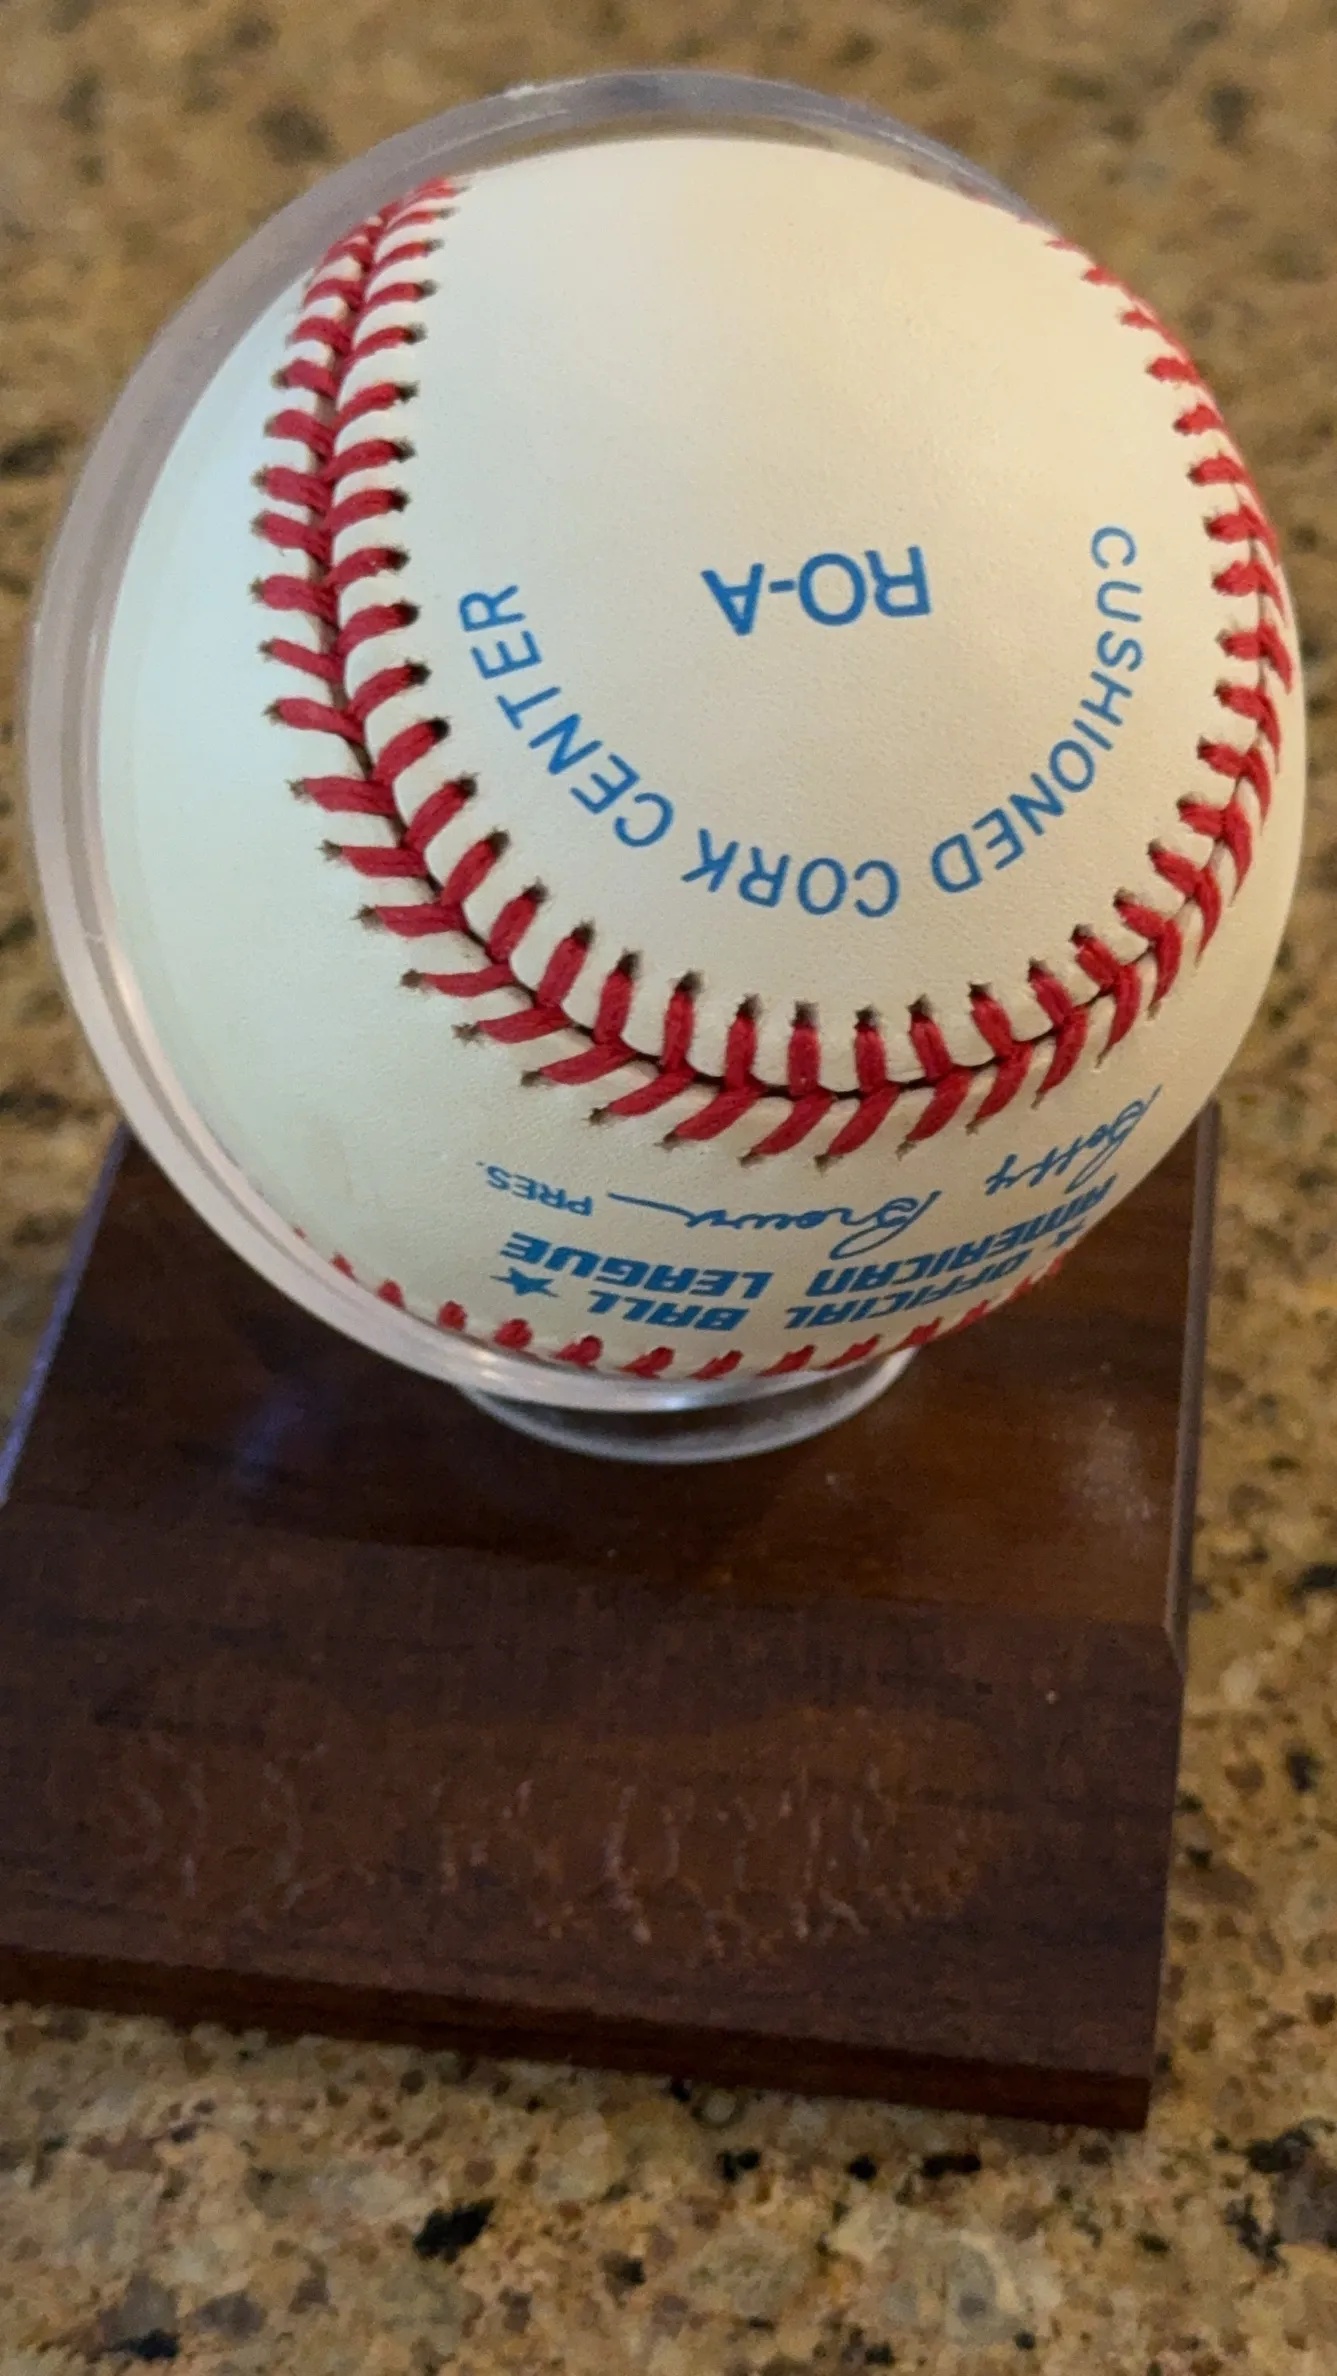 RO-A
CUSHIONED CORK CENTER
★ OFFICIAL BALL ★
AMERICAN LEAGUE
Bobby Brown PRES.